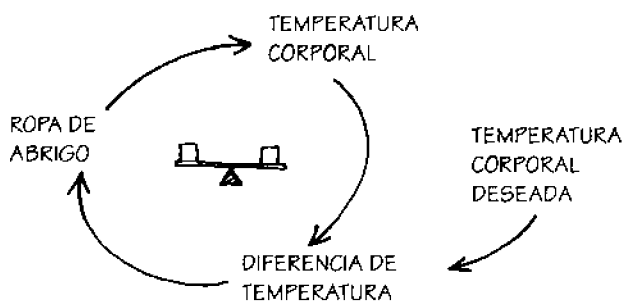 TEMPERATURA
CORPORAL
ROPA DE
ABRIGO
TEMPERATURA
CORPORAL
DESEADA
DIFERENCIA DE
TEMPERATURA